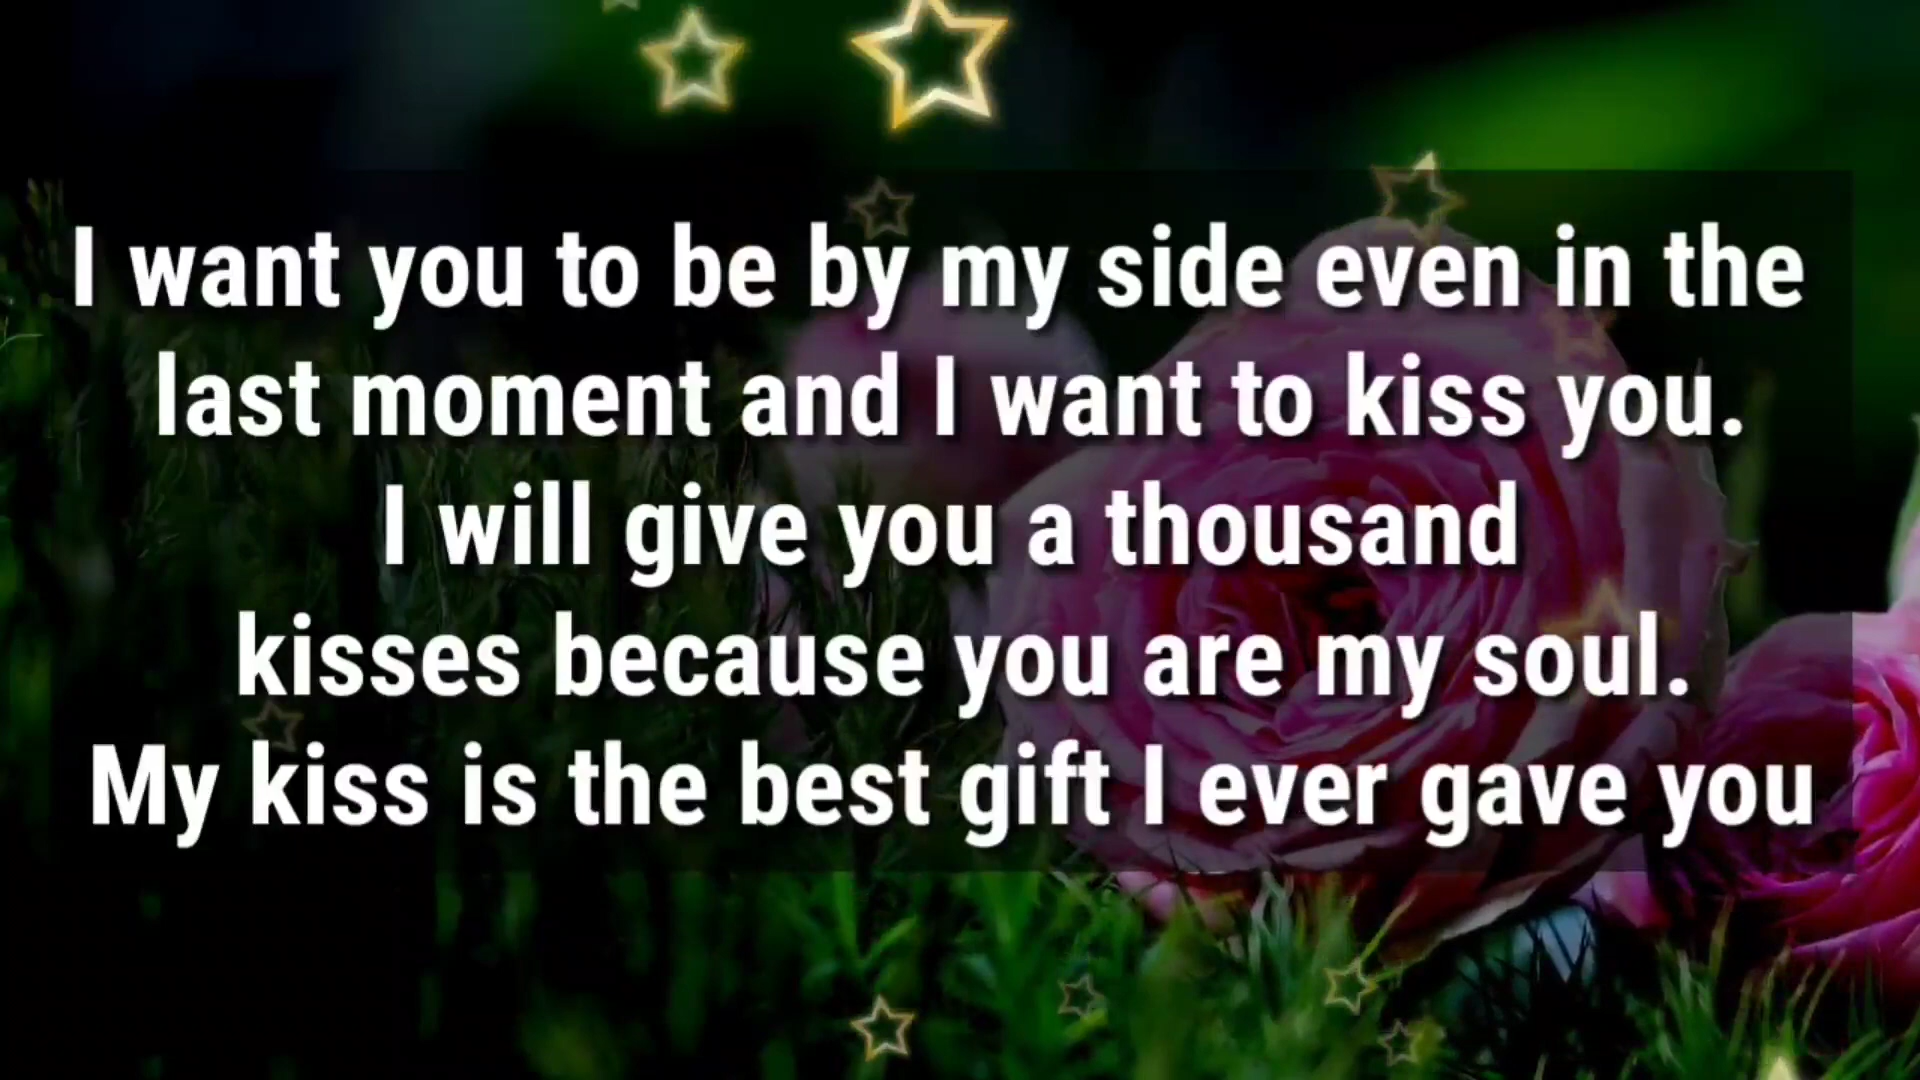 I want you to be by my side even in the
last moment and I want to kiss you.
I will give you a thousand
kisses because you are my soul.
My kiss is the best gift I ever gave you